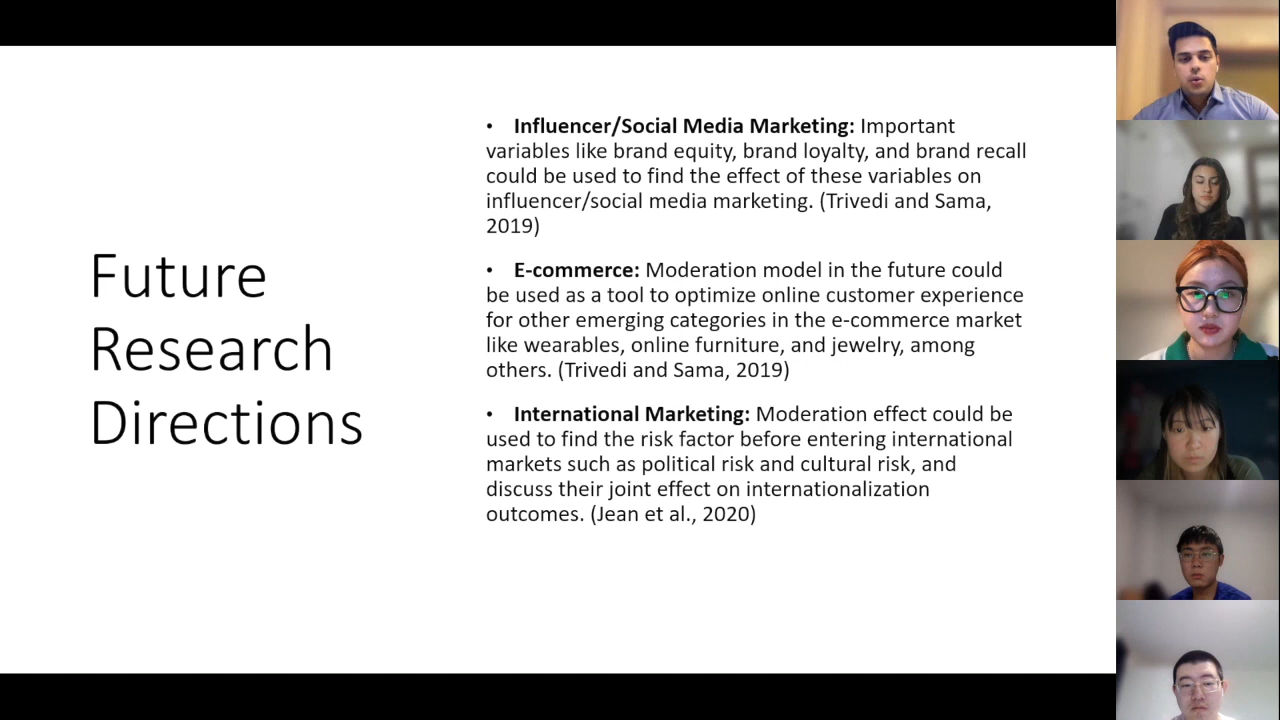 Future
Research
Directions
• Influencer/Social Media Marketing: Important
variables like brand equity, brand loyalty, and brand recall
could be used to find the effect of these variables on
influencer/social media marketing. (Trivedi and Sama,
2019)
• E-commerce: Moderation model in the future could
be used as a tool to optimize online customer experience
for other emerging categories in the e-commerce market
like wearables, online furniture, and jewelry, among
others. (Trivedi and Sama, 2019)
• International Marketing: Moderation effect could be
used to find the risk factor before entering international
markets such as political risk and cultural risk, and
discuss their joint effect on internationalization
outcomes. (Jean et al., 2020)